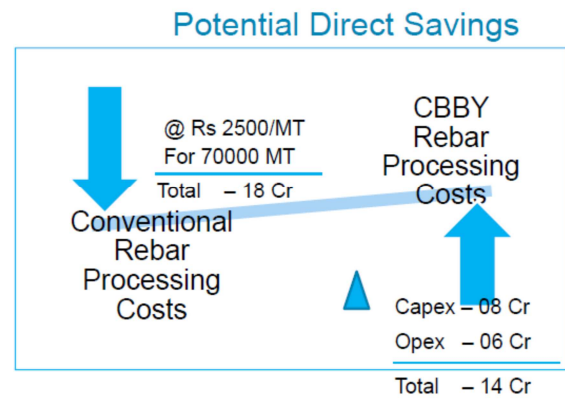 Potential Direct Savings
@ Rs 2500/MT
For 70000 MT
Total – 18 Cr
Conventional
Rebar
Processing
Costs
CBBY
Rebar
Processing
Costs
Capex – 08 Cr
Opex – 06 Cr
Total – 14 Cr